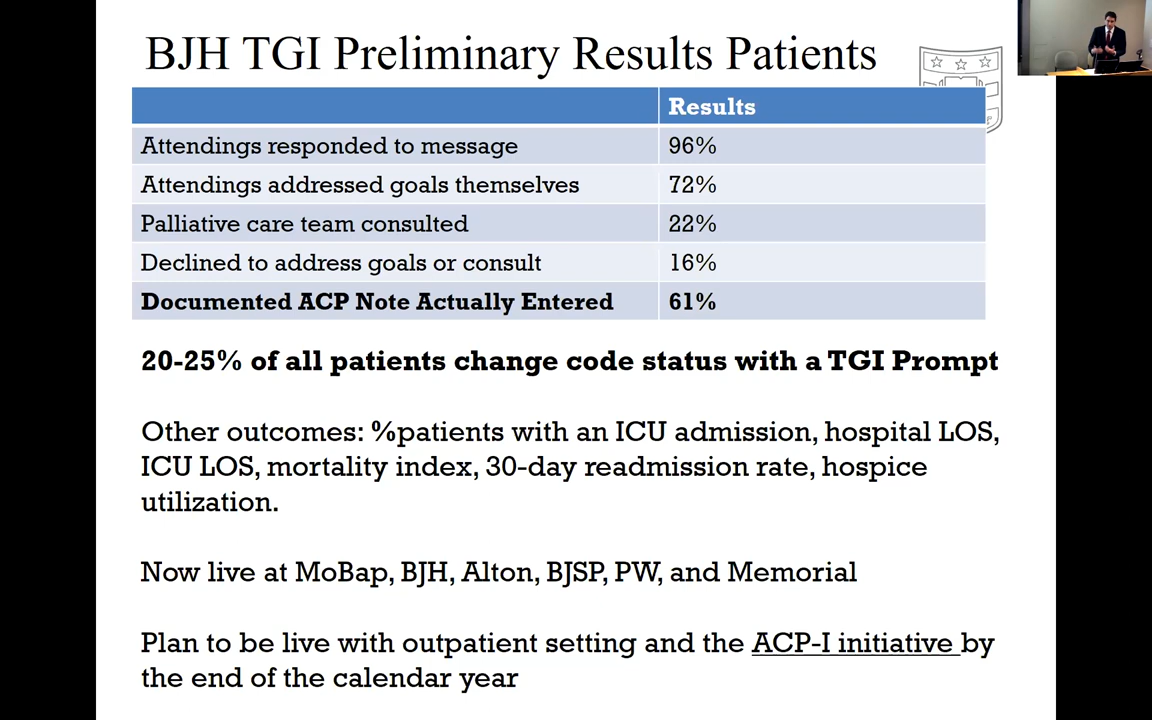 BJH TGI Preliminary Results Patients
Results
Attendings responded to message 96%
Attendings addressed goals themselves 72%
Palliative care team consulted 22%
Declined to address goals or consult 16%
Documented ACP Note Actually Entered 61%
20-25% of all patients change code status with a TGI Prompt
Other outcomes: %patients with an ICU admission, hospital LOS,
ICU LOS, mortality index, 30-day readmission rate, hospice
utilization.
Now live at MoBap, BJH, Alton, BJSP, PW, and Memorial
Plan to be live with outpatient setting and the ACP-I initiative by
the end of the calendar year